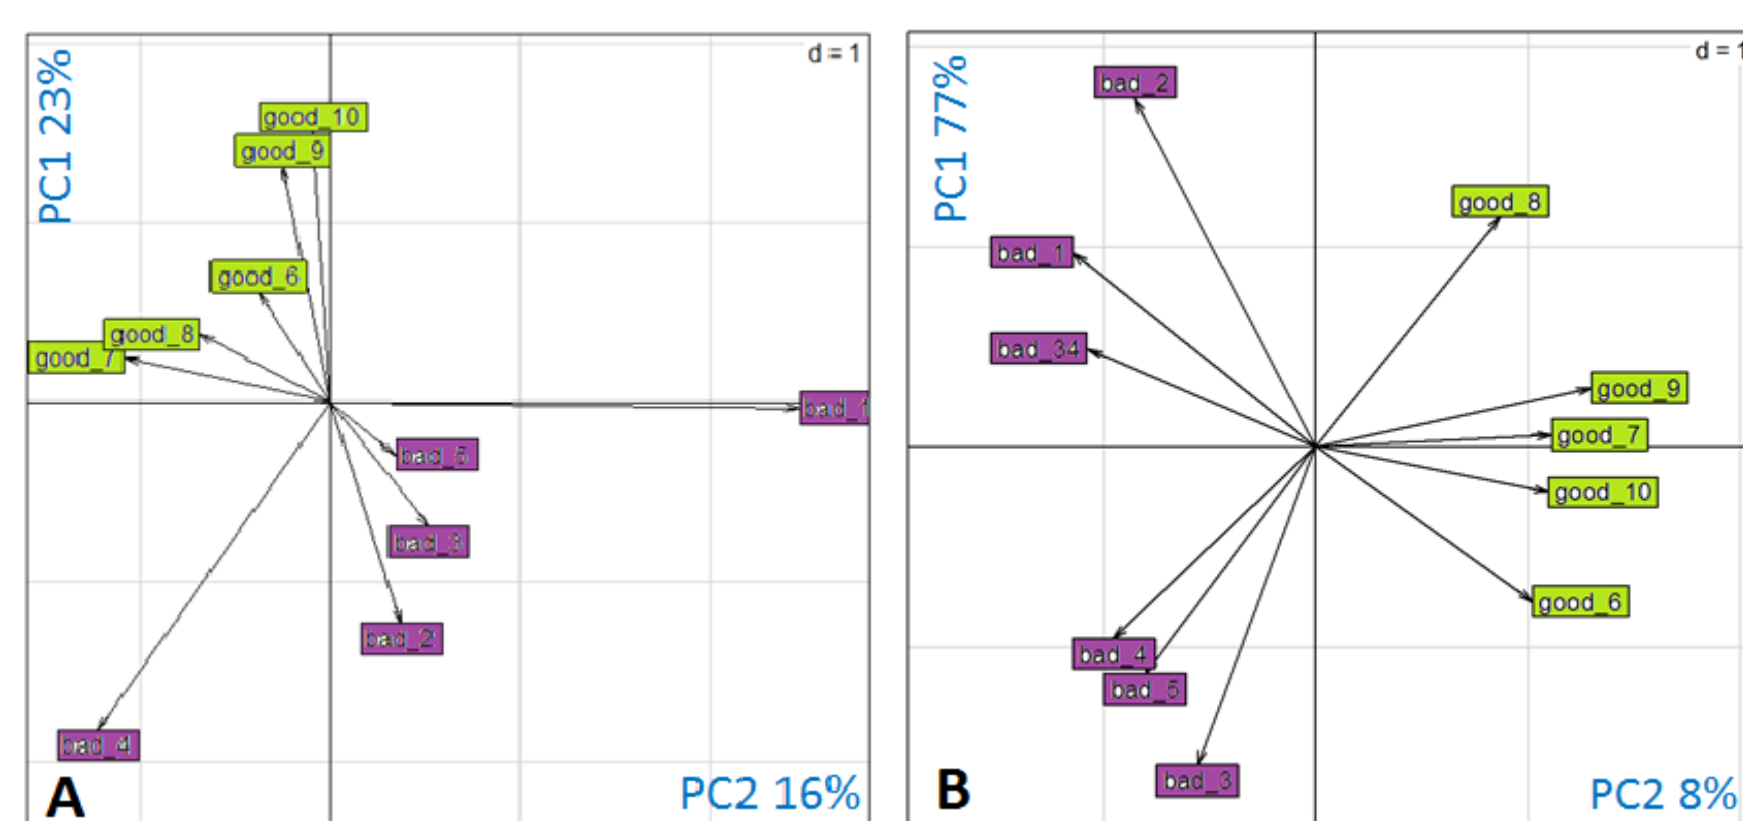 PC1 23%
d = 1
good_10
good_9
good_6
good_8
good_7
bad_1
bad_5
bad_3
bad_2
bad_4
A
PC2 16%
PC1 77%
d = 1
bad_2
good_8
bad_1
bad_34
good_9
good_7
good_10
good_6
bad_4
bad_5
bad_3
B
PC2 8%